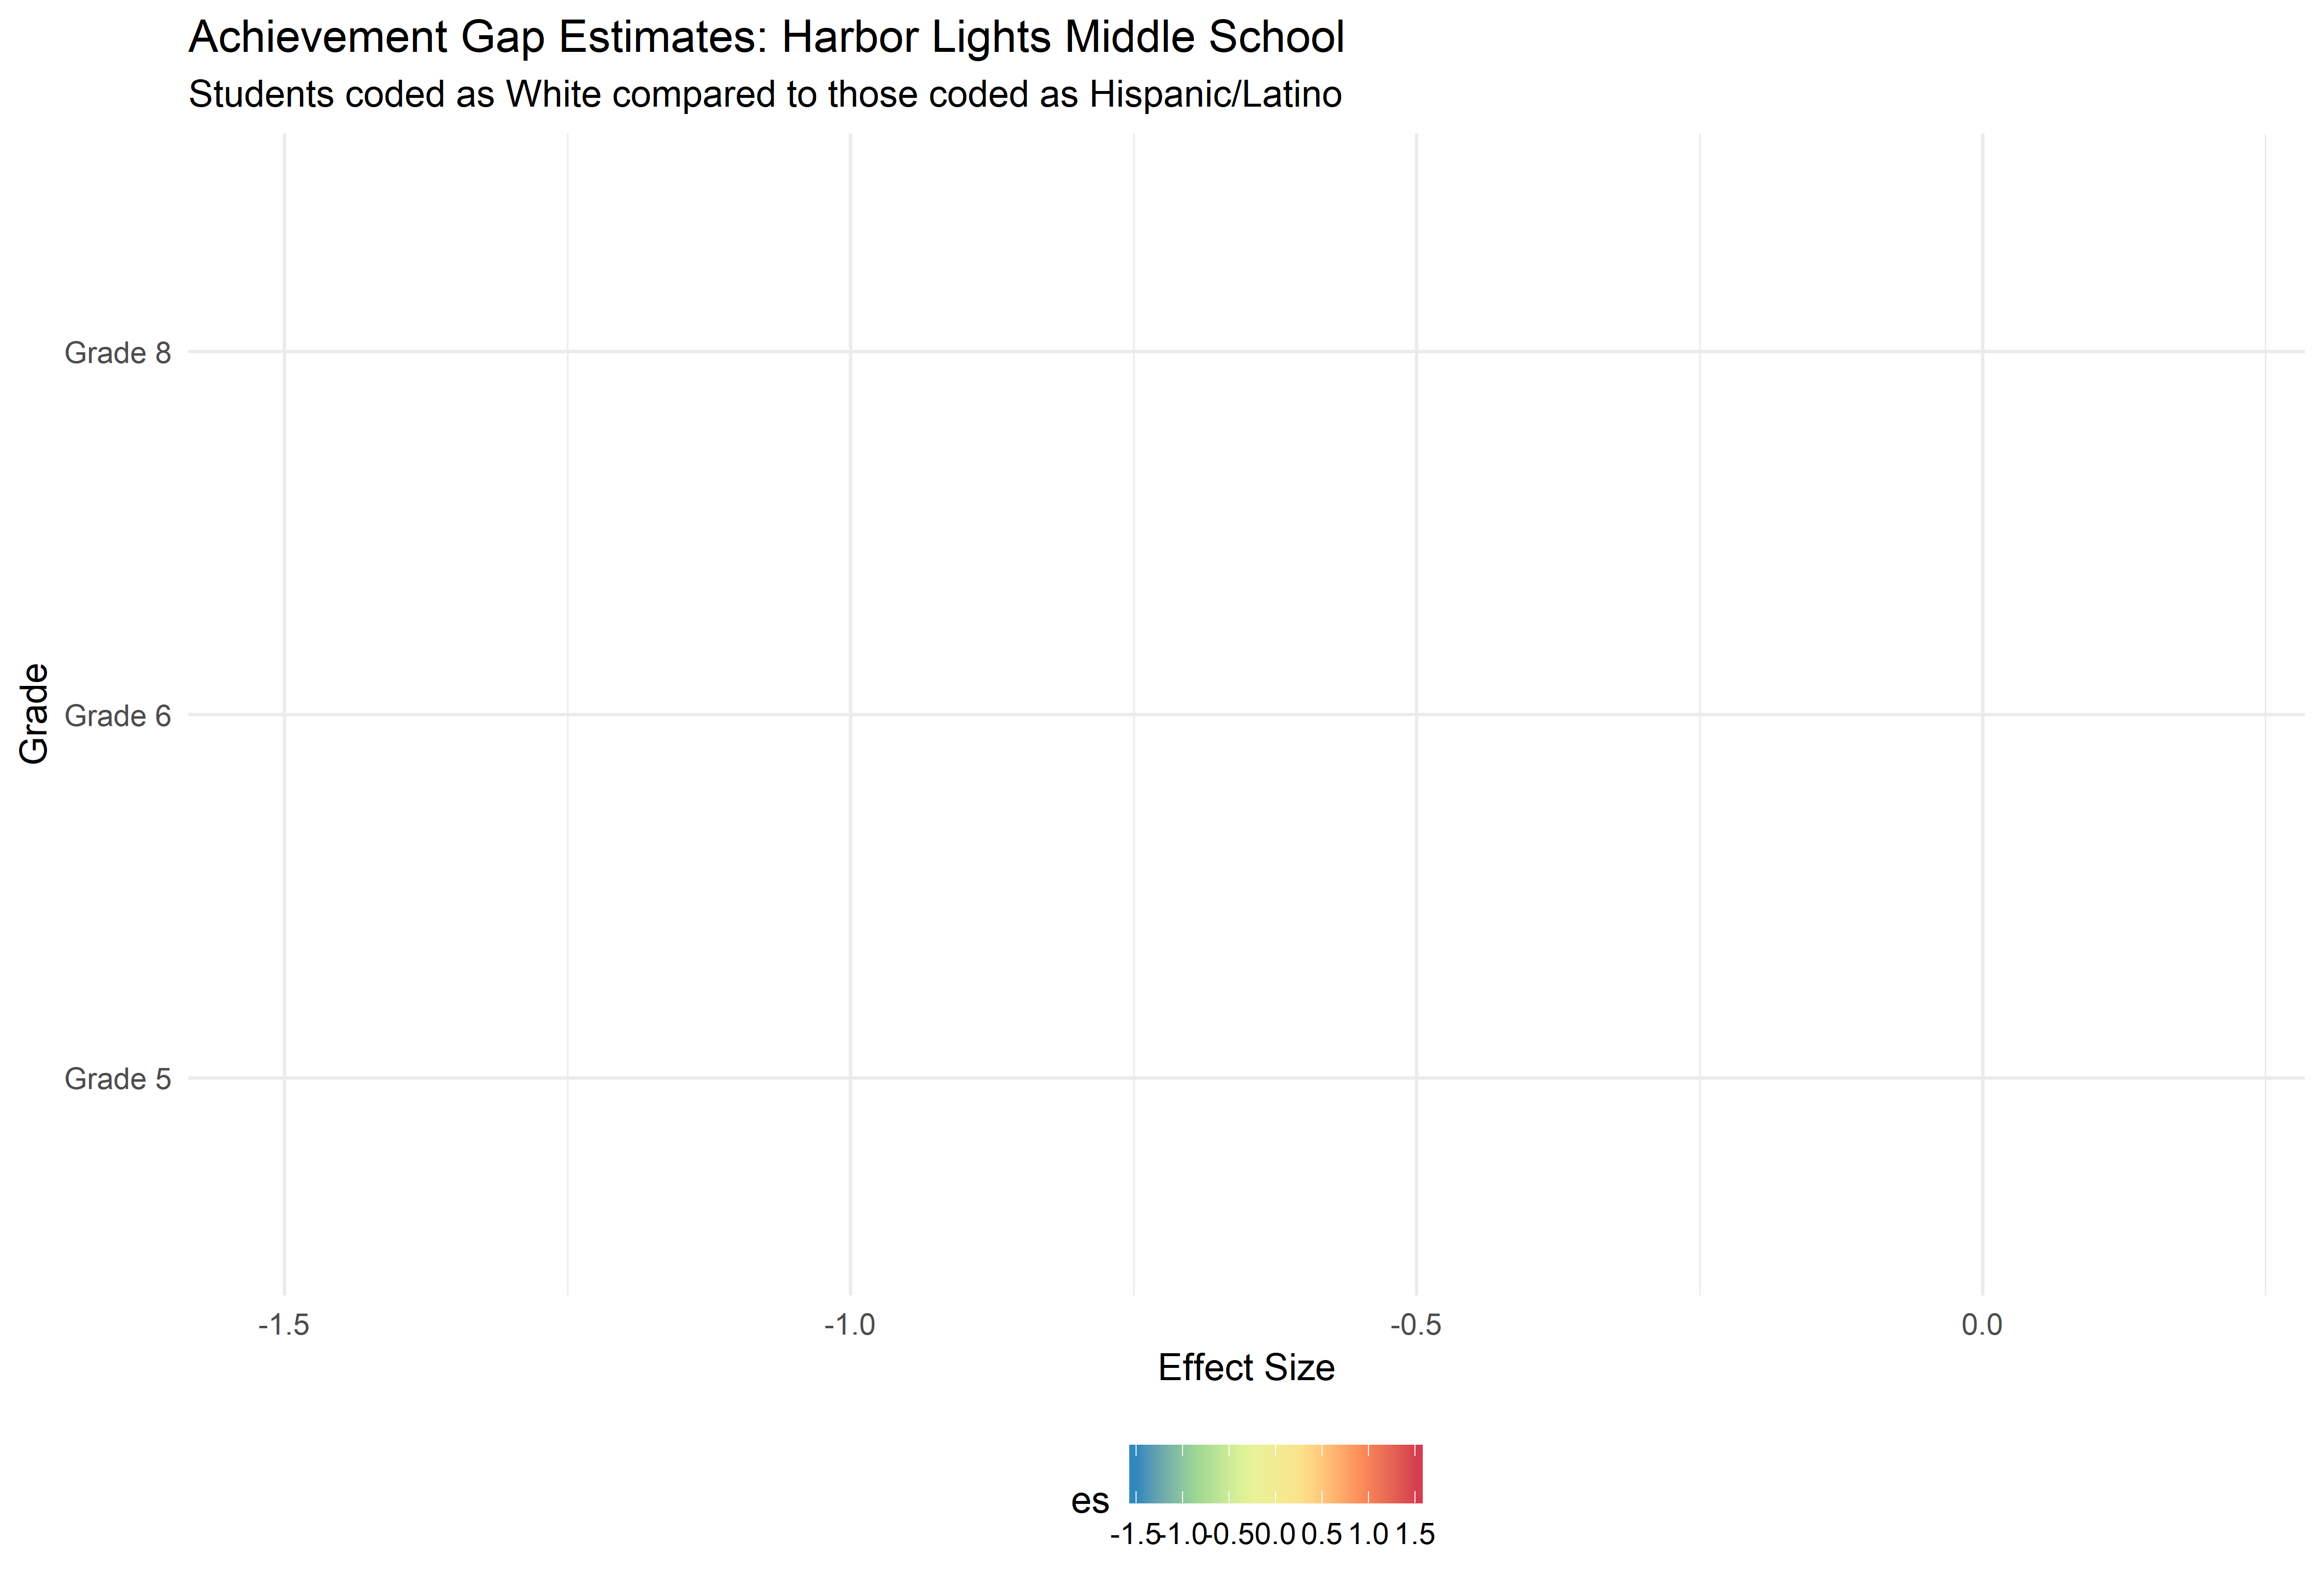 Achievement Gap Estimates: Harbor Lights Middle School
Students coded as White compared to those coded as Hispanic/Latino
Grade 8
Grade
Grade 6
Grade 5
-1.5 -1.0 -0.5 0.0
Effect Size
es
-1.5 -1.0 -0.5 0.0 0.5 1.0 1.5